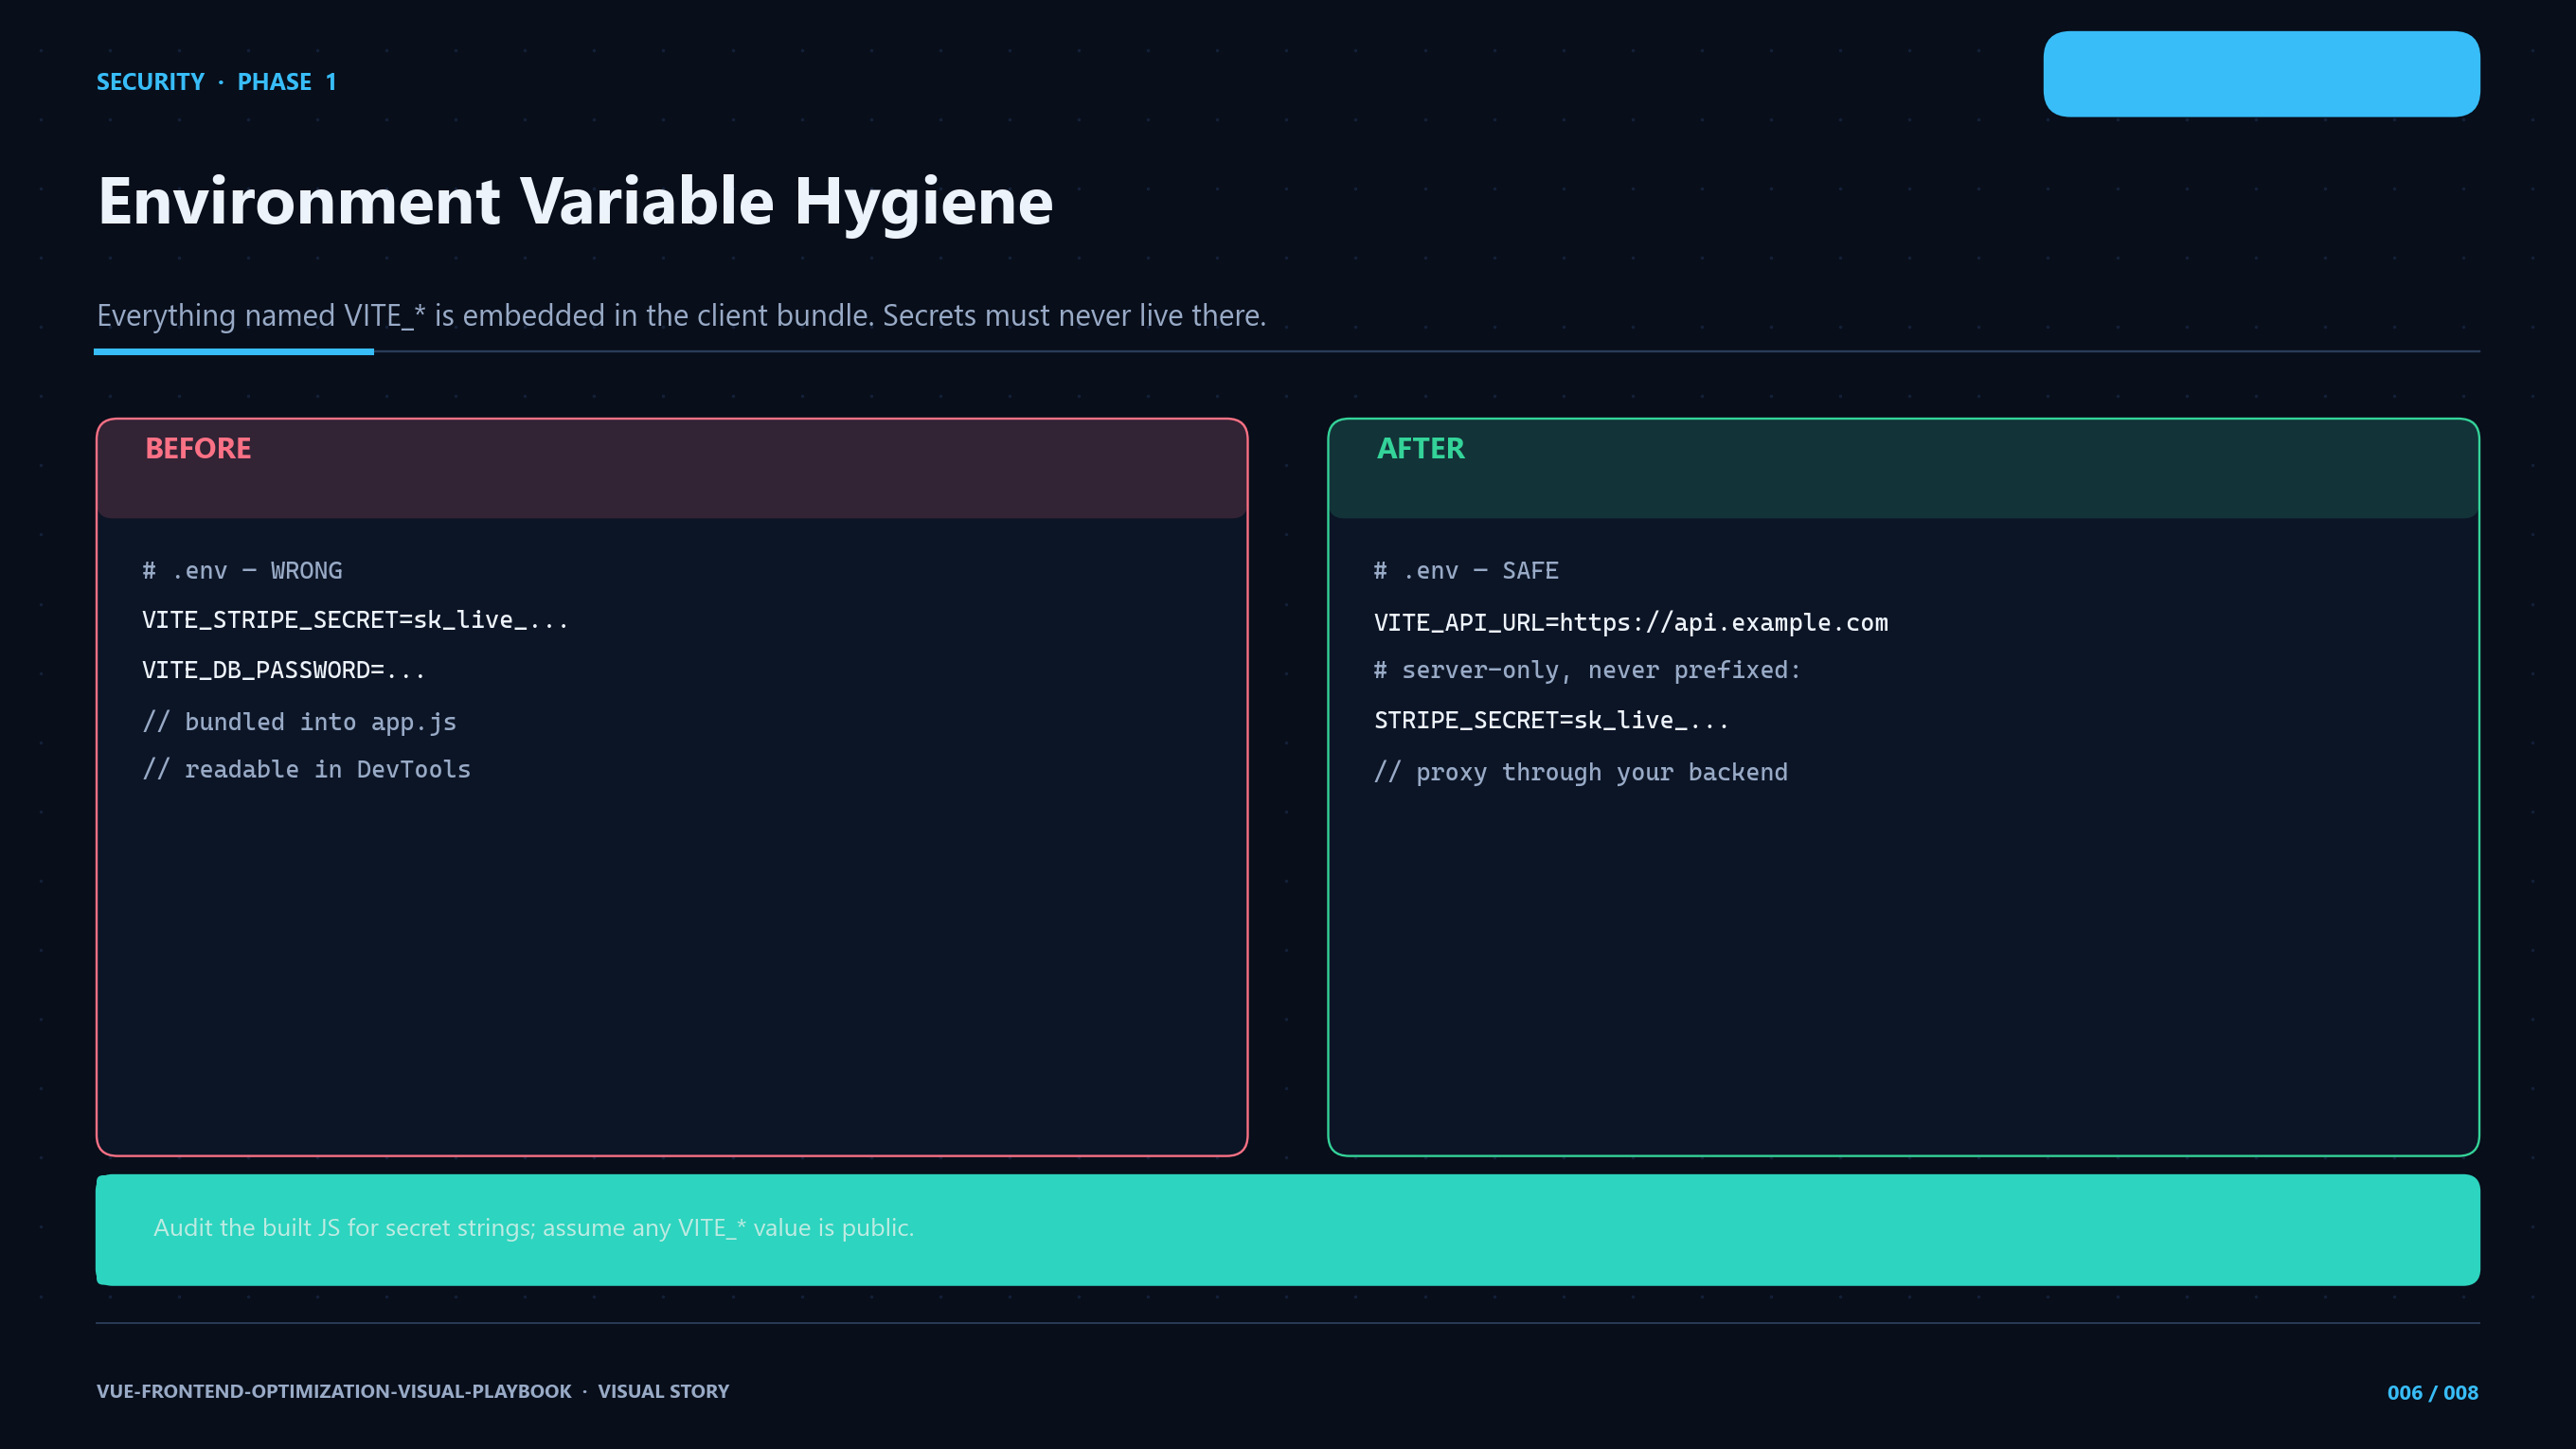 SECURITY · PHASE 1
Environment Variable Hygiene
Everything named VITE_* is embedded in the client bundle. Secrets must never live there.
BEFORE
# .env — WRONG
VITE_STRIPE_SECRET=sk_live_...
VITE_DB_PASSWORD=...
// bundled into app.js
// readable in DevTools
AFTER
# .env — SAFE
VITE_API_URL=https://api.example.com
# server-only, never prefixed:
STRIPE_SECRET=sk_live_...
// proxy through your backend
Audit the built JS for secret strings; assume any VITE_* value is public.
VUE-FRONTEND-OPTIMIZATION-VISUAL-PLAYBOOK · VISUAL STORY
006 / 008